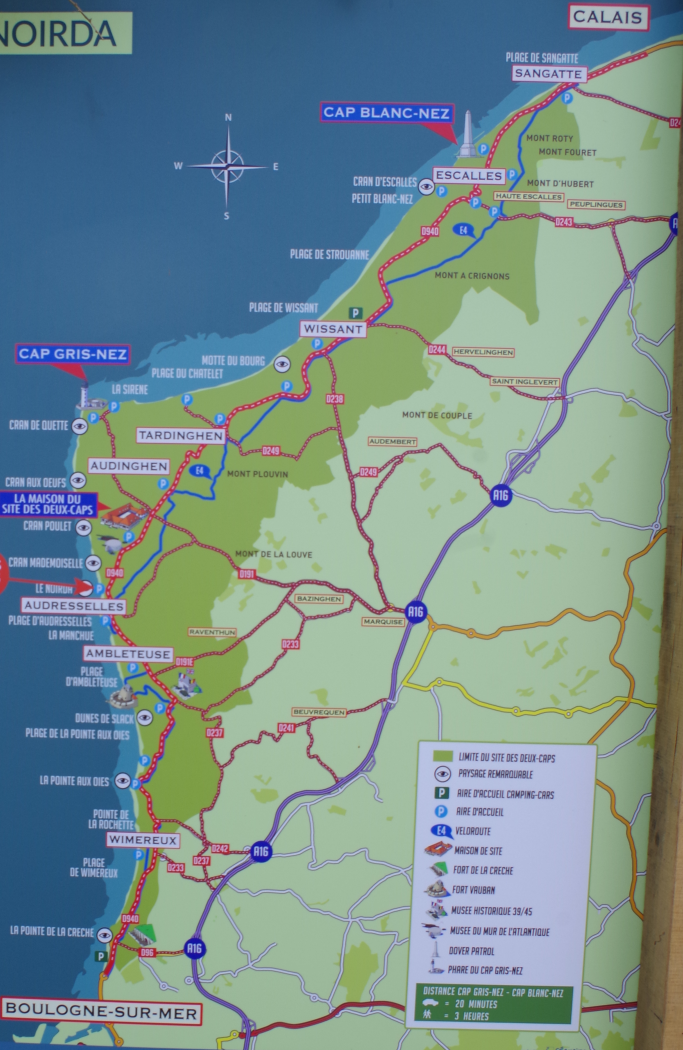 NOIRDA
CALAIS
PLAGE DE SANGATTE
SANGATTE
CAP BLANC-NEZ
N
W
E
S
MONT ROTY
MONT FOURET
CRAN D'ESCALLES
PETIT BLANC-NEZ
ESCALLES
MONT D'HUBERT
HAUTE ESCALLES
PEUPLINGUES
D940
E4
D243
PLAGE DE STROUANNE
MONT A CRIGNONS
PLAGE DE WISSANT
P
WISSANT
CAP GRIS-NEZ
MOTTE DU BOURG
PLAGE DU CHATELET
D244
HERVELINGHEN
SAINT INGLEVERT
LA SIRENE
CRAN DE QUETTE
D238
MONT DE COUPLE
TARDINGHEN
AUDEMBERT
D249
D249
AUDINGHEN
E4
MONT PLOUVIN
CRAN AUX OEUFS
A16
LA MAISON DU
SITE DES DEUX-CAPS
CRAN POULET
MONT DE LA LOUVE
CRAN MADEMOISELLE
D940
D191
LE NOIRDA
AUDRESSELLES
BAZINGHEN
A16
MARQUISE
PLAGE D'AUDRESSELLES
LA MANCHUE
RAVENTHUN
AMBLETEUSE
D191E
D233
PLAGE
D'AMBLETEUSE
DUNES DE SLACK
BEUVREQUEN
PLAGE DE LA POINTE AUX OIES
D237
D241
LA POINTE AUX OIES
POINTE DE
LA ROCHETTE
WIMEREUX
D242
A16
D237
D233
PLAGE
DE WIMEREUX
D940
LA POINTE DE LA CRECHE
D96
A16
P
BOULOGNE-SUR-MER
LIMITE DU SITE DES DEUX-CAPS
PAYSAGE REMARQUABLE
P AIRE D'ACCUEIL CAMPING-CARS
P AIRE D'ACCUEIL
E4 VELOROUTE
MAISON DE SITE
FORT DE LA CRECHE
FORT VAUBAN
MUSEE HISTORIQUE 39/45
MUSEE DU MUR DE L'ATLANTIQUE
DOVER PATROL
PHARE DU CAP GRIS-NEZ
DISTANCE CAP GRIS-NEZ - CAP BLANC-NEZ
= 20 MINUTES
= 3 HEURES